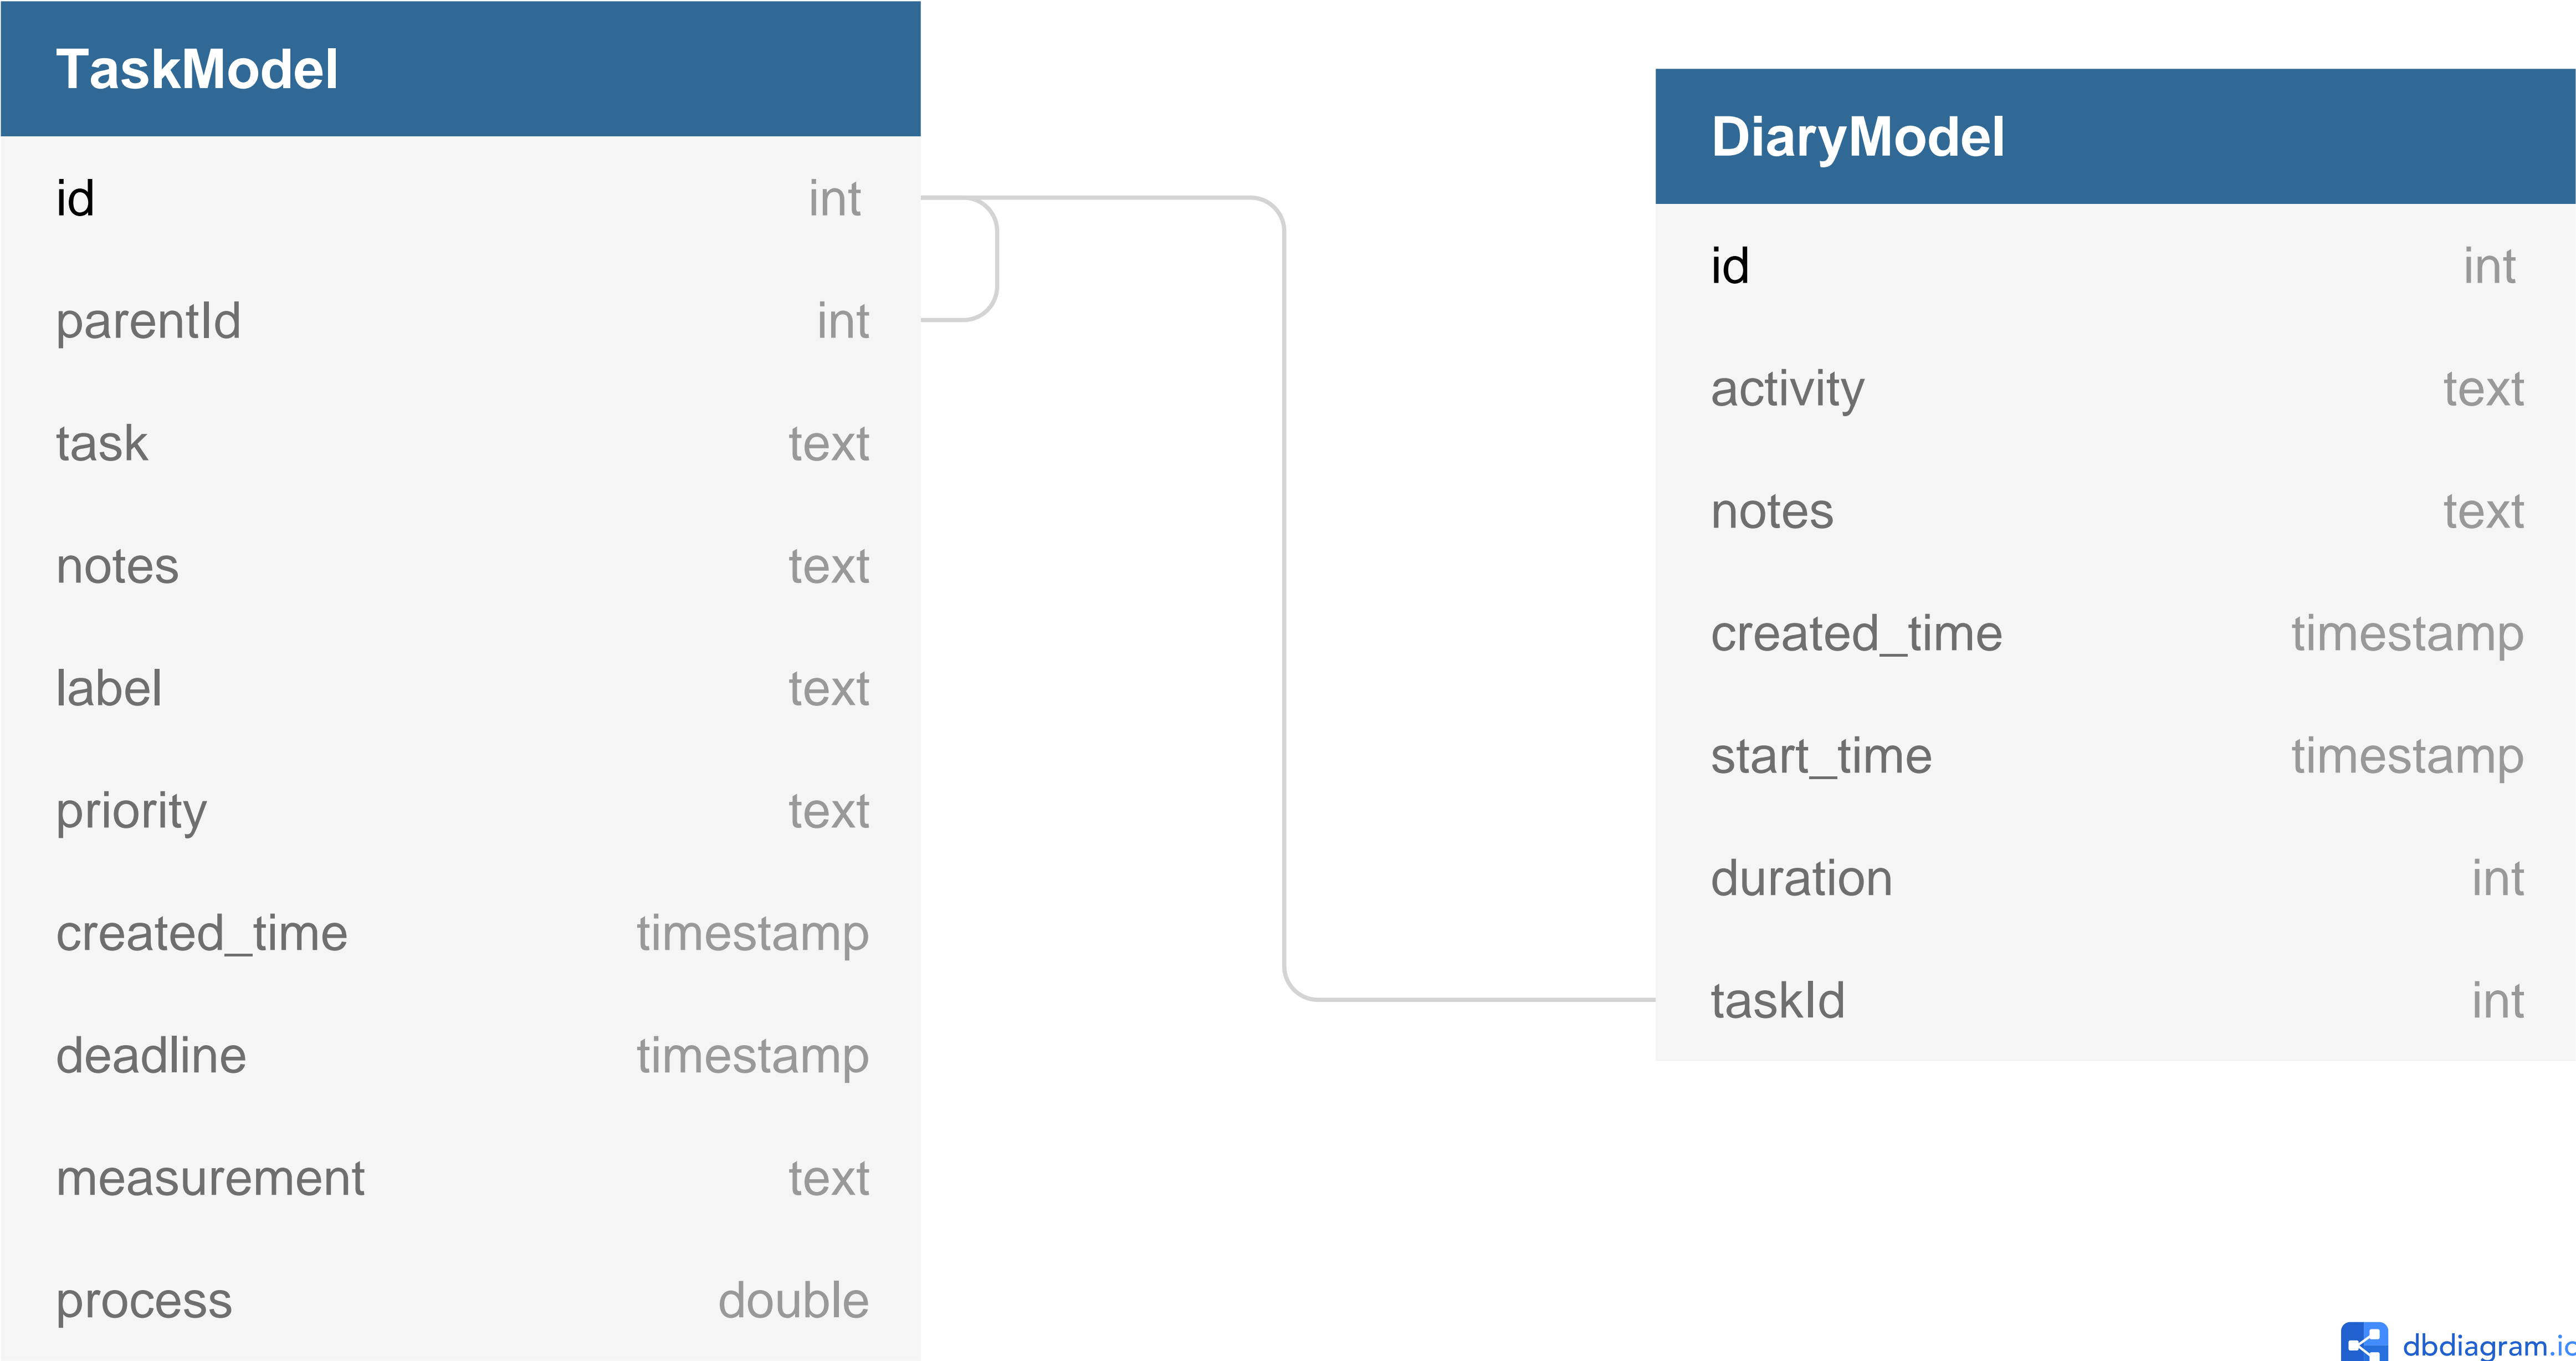 TaskModel
id int
parentId int
task text
notes text
label text
priority text
created_time timestamp
deadline timestamp
measurement text
process double
DiaryModel
id int
activity text
notes text
created_time timestamp
start_time timestamp
duration int
taskId int
dbdiagram.io